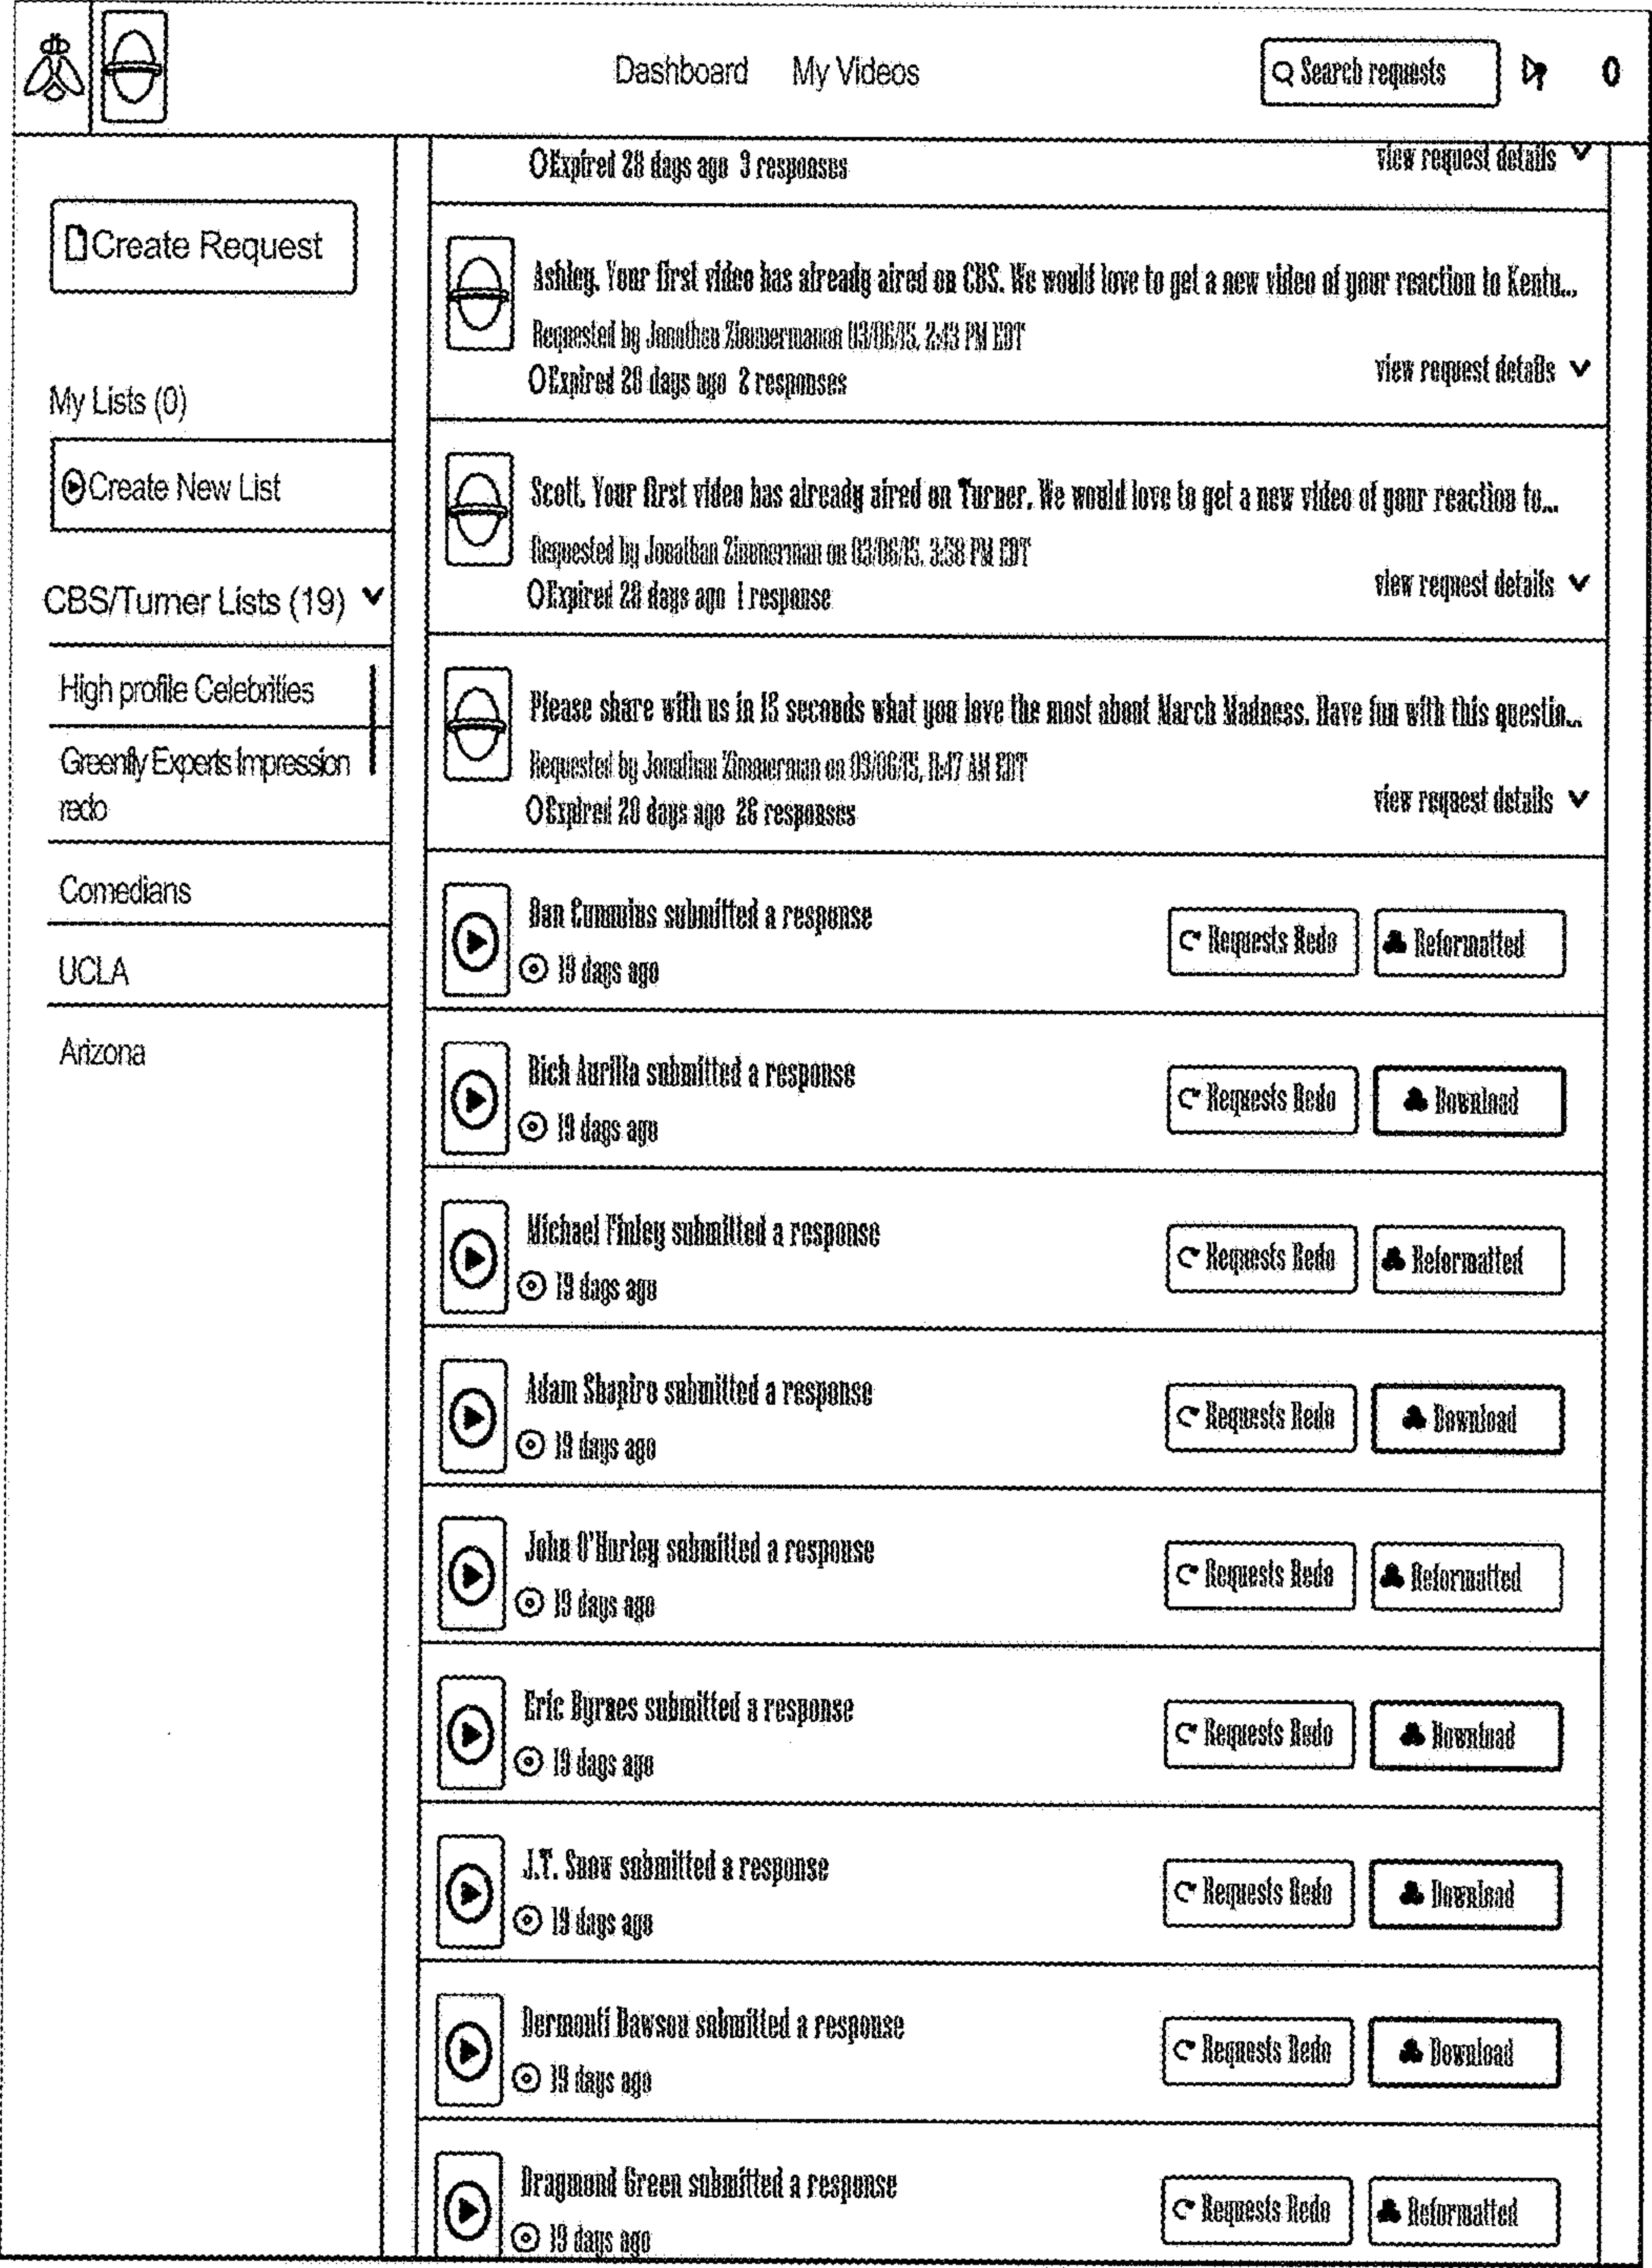 Dashboard My Videos Search requests
Expired 28 days ago 3 responses
view request details
Create Request
Ashley. Your first video has already aired on CBS. We would love to get a new video of your reaction to Kentu...
Requested by Jonathan Zimmermanon 03/06/15, 2:43 PM EDT
Expired 28 days ago 2 responses
view request details
My Lists (0)
Create New List
Scott. Your first video has already aired on Turner. We would love to get a new video of your reaction to...
Requested by Jonathan Zimmerman on 03/06/15, 3:58 PM EDT
Expired 28 days ago 1 response
view request details
CBS/Turner Lists (19)
High profile Celebrities
Greenfly Experts Impression
redo
Comedians
UCLA
Arizona
Please share with us in 15 seconds what you love the most about March Madness. Have fun with this questio...
Requested by Jonathan Zimmerman on 03/06/15, 11:47 AM EDT
Expired 28 days ago 26 responses
view request details
Dan Cummins submitted a response
19 days ago
Requests Redo Reformatted
Rich Aurilia submitted a response
19 days ago
Requests Redo Download
Michael Finley submitted a response
19 days ago
Requests Redo Reformatted
Adam Shapiro submitted a response
19 days ago
Requests Redo Download
John O'Hurley submitted a response
19 days ago
Requests Redo Reformatted
Eric Byrnes submitted a response
19 days ago
Requests Redo Download
J.T. Snow submitted a response
19 days ago
Requests Redo Download
Dermonti Dawson submitted a response
19 days ago
Requests Redo Download
Dragmond Green submitted a response
19 days ago
Requests Redo Reformatted